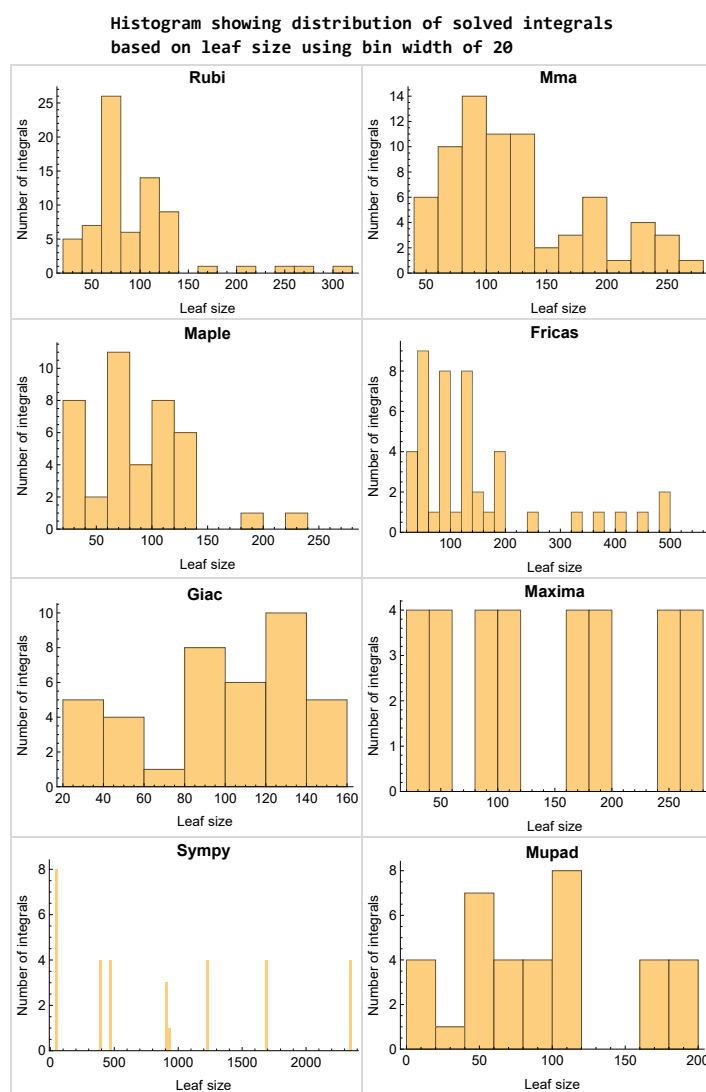 Histogram showing distribution of solved integrals
based on leaf size using bin width of 20
Rubi
Number of integrals
0 5 10 15 20 25
50 100 150 200 250 300
Leaf size
Mma
Number of integrals
0 2 4 6 8 10 12 14
50 100 150 200 250
Leaf size
Maple
Number of integrals
0 2 4 6 8 10
50 100 150 200 250
Leaf size
Fricas
Number of integrals
0 2 4 6 8
100 200 300 400 500
Leaf size
Giac
Number of integrals
0 2 4 6 8 10
20 40 60 80 100 120 140 160
Leaf size
Maxima
Number of integrals
0 1 2 3 4
50 100 150 200 250
Leaf size
Sympy
Number of integrals
0 2 4 6 8
0 500 1000 1500 2000
Leaf size
Mupad
Number of integrals
0 2 4 6 8
0 50 100 150 200
Leaf size